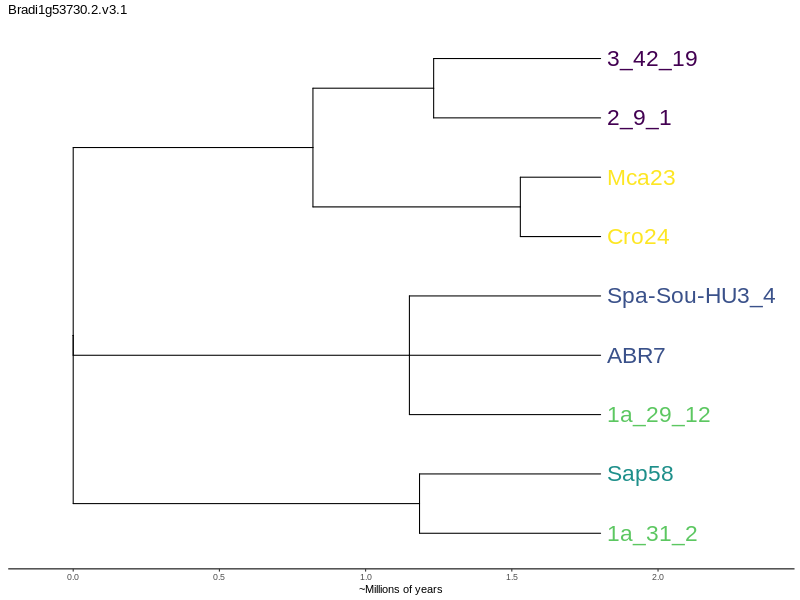 Bradi1g53730.2.v3.1
3_42_19
2_9_1
Mca23
Cro24
Spa-Sou-HU3_4
ABR7
1a_29_12
Sap58
1a_31_2
0.0 0.5 1.0 1.5 2.0
~Millions of years